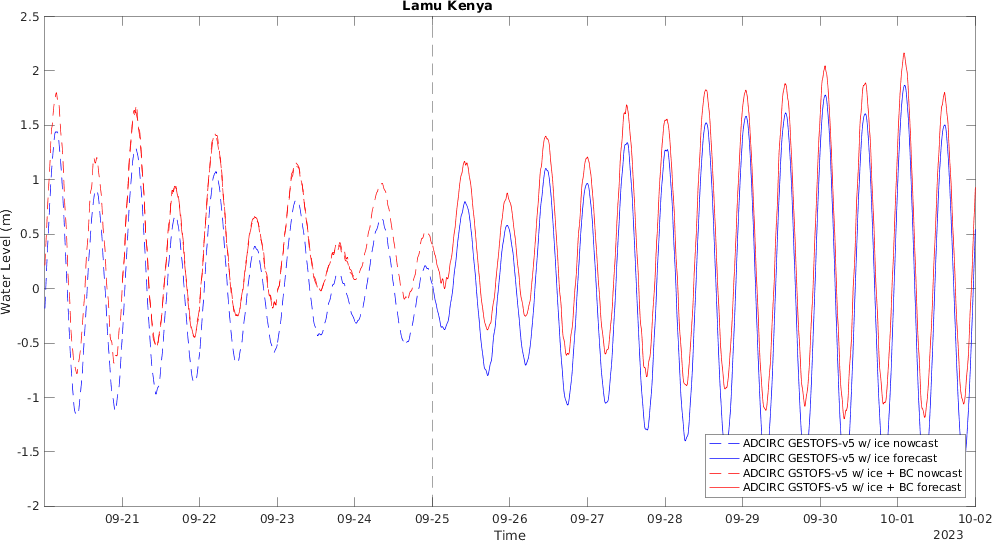 Lamu Kenya
2.5
2
1.5
1
0.5
0
-0.5
-1
-1.5
-2
Water Level (m)
ADCIRC GESTOFS-v5 w/ ice nowcast
ADCIRC GESTOFS-v5 w/ ice forecast
ADCIRC GSTOFS-v5 w/ ice + BC nowcast
ADCIRC GSTOFS-v5 w/ ice + BC forecast
09-21 09-22 09-23 09-24 09-25 09-26 09-27 09-28 09-29 09-30 10-01 10-02
Time
2023